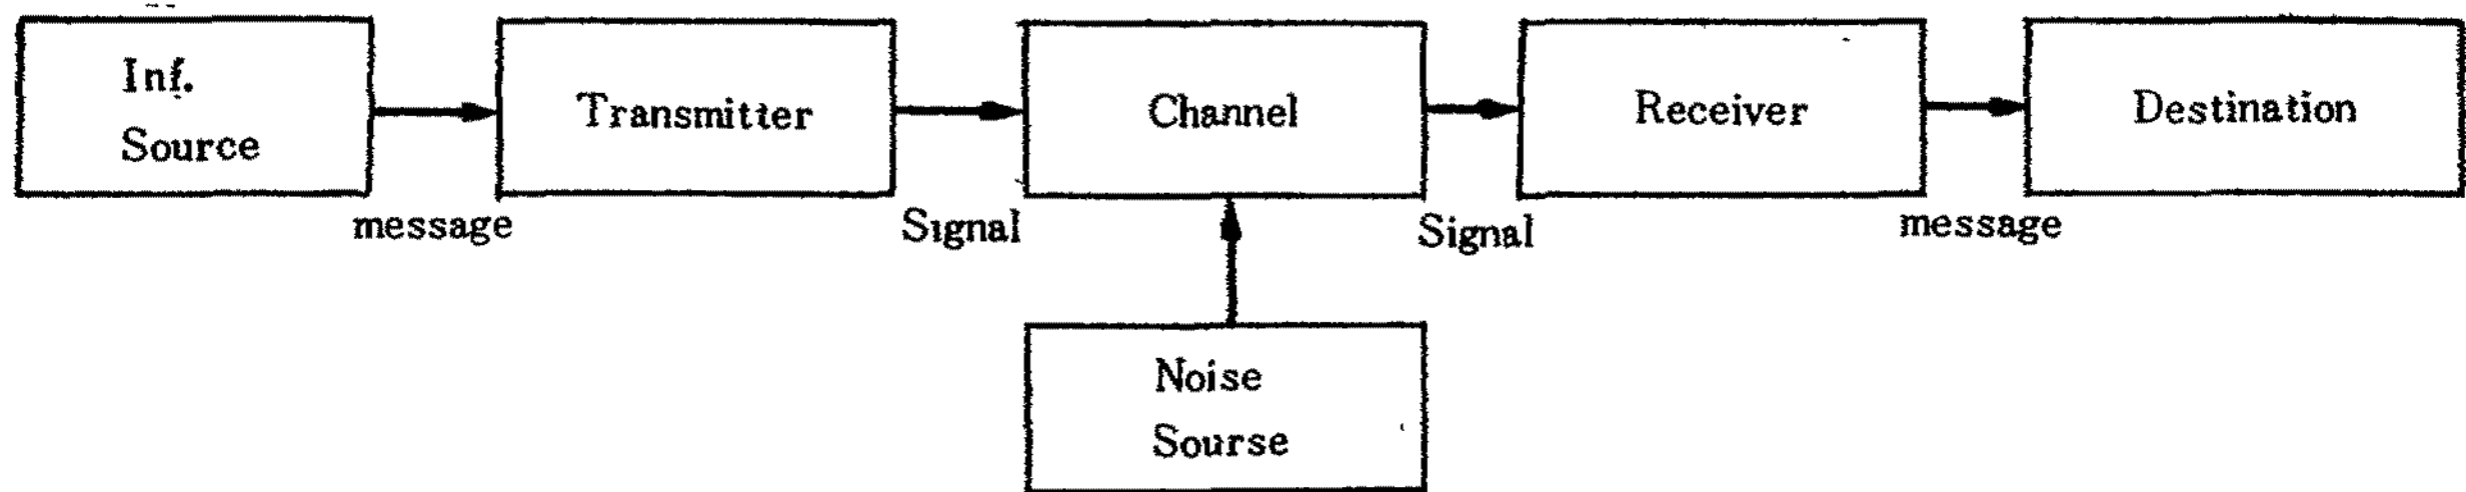 Inf.
Source
Transmitter
Channel
Receiver
Destination
message
Signal
Signal
message
Noise
Sourse